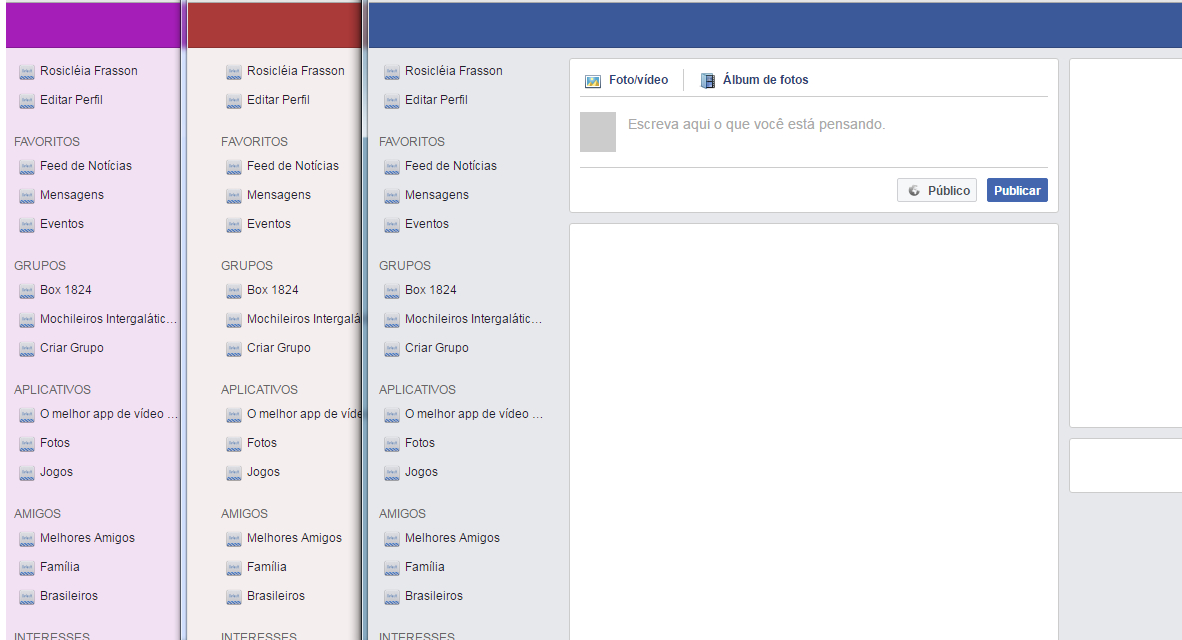 Rosicléia Frasson
Editar Perfil
FAVORITOS
Feed de Notícias
Mensagens
Eventos
GRUPOS
Box 1824
Mochileiros Intergalátic...
Criar Grupo
APLICATIVOS
O melhor app de vídeo ...
Fotos
Jogos
AMIGOS
Melhores Amigos
Família
Brasileiros
INTERESSES
Rosicléia Frasson
Editar Perfil
FAVORITOS
Feed de Notícias
Mensagens
Eventos
GRUPOS
Box 1824
Mochileiros Intergalá
Criar Grupo
APLICATIVOS
O melhor app de víde
Fotos
Jogos
AMIGOS
Melhores Amigos
Família
Brasileiros
INTERESSES
Rosicléia Frasson
Editar Perfil
FAVORITOS
Feed de Notícias
Mensagens
Eventos
GRUPOS
Box 1824
Mochileiros Intergalátic...
Criar Grupo
APLICATIVOS
O melhor app de vídeo ...
Fotos
Jogos
AMIGOS
Melhores Amigos
Família
Brasileiros
INTERESSES
Foto/vídeo Álbum de fotos
Escreva aqui o que você está pensando.
Público Publicar